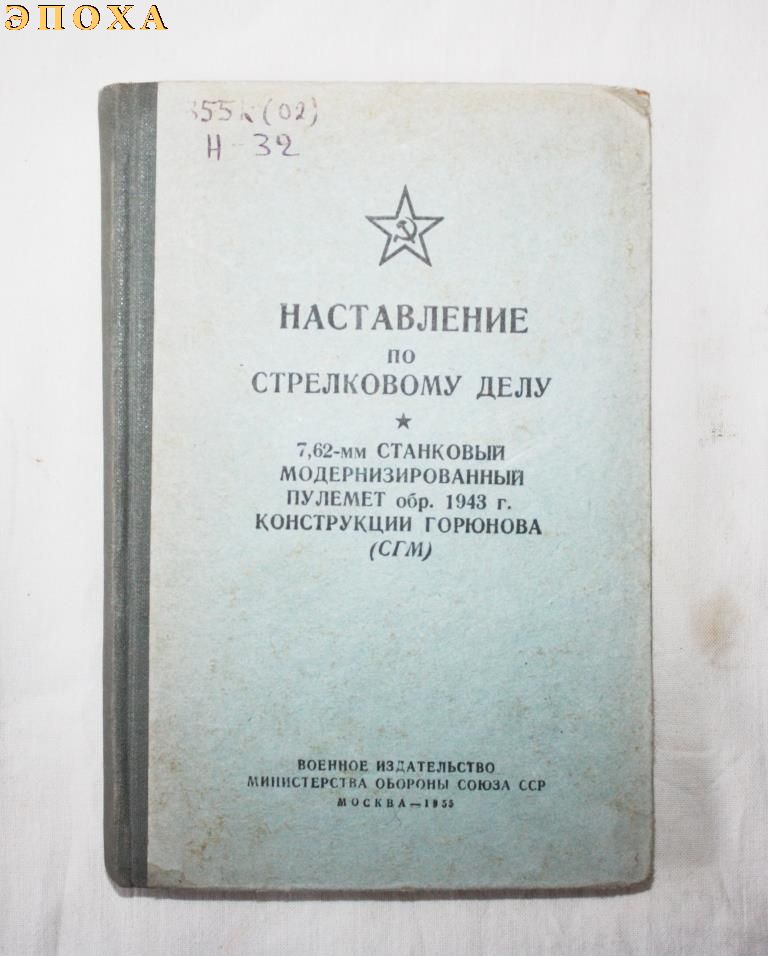 ЭПОХА
355к(02)
Н-32
НАСТАВЛЕНИЕ
ПО
СТРЕЛКОВОМУ ДЕЛУ
7,62-мм СТАНКОВЫЙ
МОДЕРНИЗИРОВАННЫЙ
ПУЛЕМЕТ обр. 1943 г.
КОНСТРУКЦИИ ГОРЮНОВА
(СГМ)
ВОЕННОЕ ИЗДАТЕЛЬСТВО
МИНИСТЕРСТВА ОБОРОНЫ СОЮЗА ССР
МОСКВА—1955